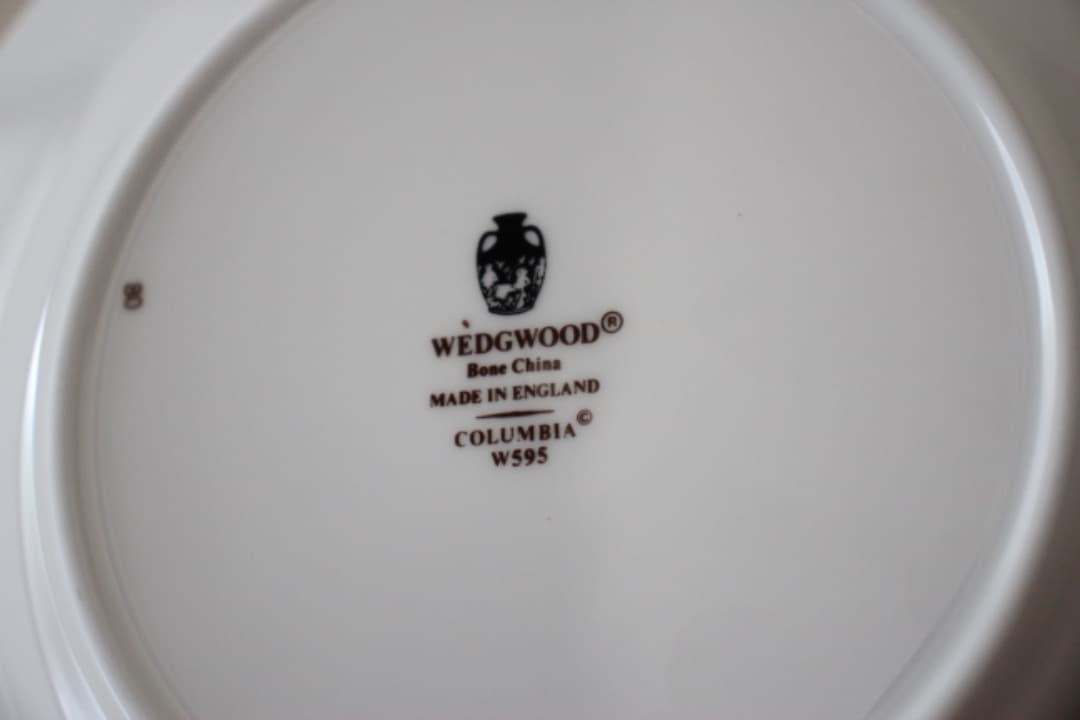 WEDGWOOD®
Bone China
MADE IN ENGLAND
COLUMBIA©
W595